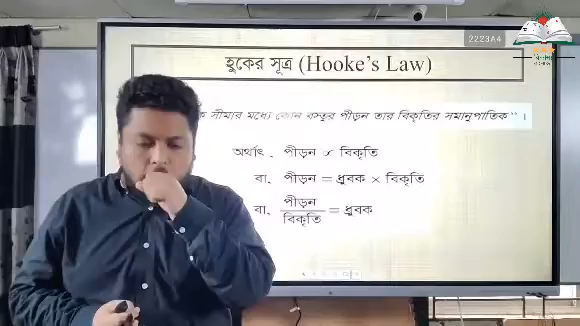 2223A4
হুকের সূত্র (Hooke's Law)
সীমার মধ্যে কোন বস্তুর পীড়ন তার বিকৃতির সমানুপাতিক" ।
অর্থাৎ , পীড়ন ∝ বিকৃতি
বা, পীড়ন = ধ্রুবক × বিকৃতি
বা, পীড়ন/বিকৃতি = ধ্রুবক